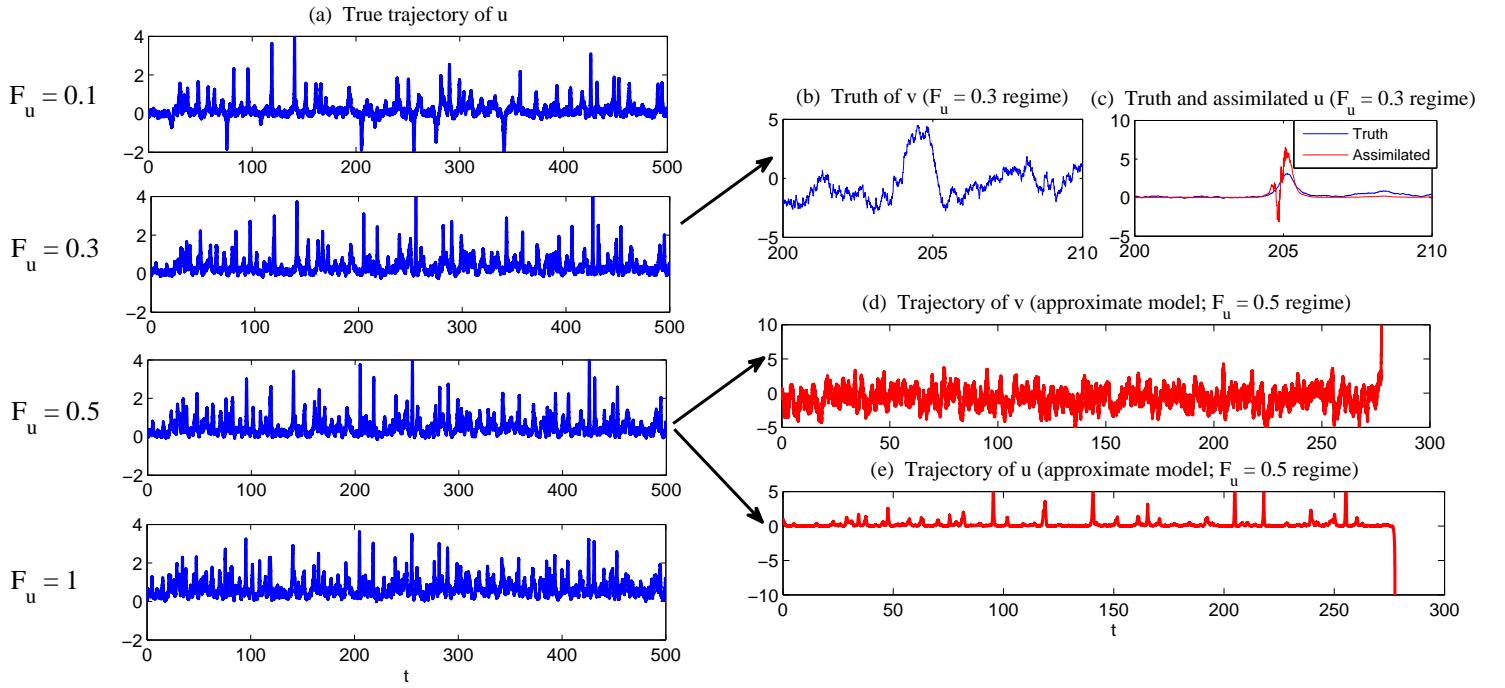 (a) True trajectory of u
F_u = 0.1
4
2
0
−2
0 100 200 300 400 500
F_u = 0.3
4
2
0
−2
0 100 200 300 400 500
F_u = 0.5
4
2
0
−2
0 100 200 300 400 500
F_u = 1
4
2
0
−2
0 100 200 300 400 500
t
(b) Truth of v (F_u = 0.3 regime)
5
0
−5
200 205 210
(c) Truth and assimilated u (F_u = 0.3 regime)
10
5
0
−5
200 205 210
Truth
Assimilated
(d) Trajectory of v (approximate model; F_u = 0.5 regime)
10
5
0
−5
0 50 100 150 200 250 300
(e) Trajectory of u (approximate model; F_u = 0.5 regime)
5
0
−5
−10
0 50 100 150 200 250 300
t